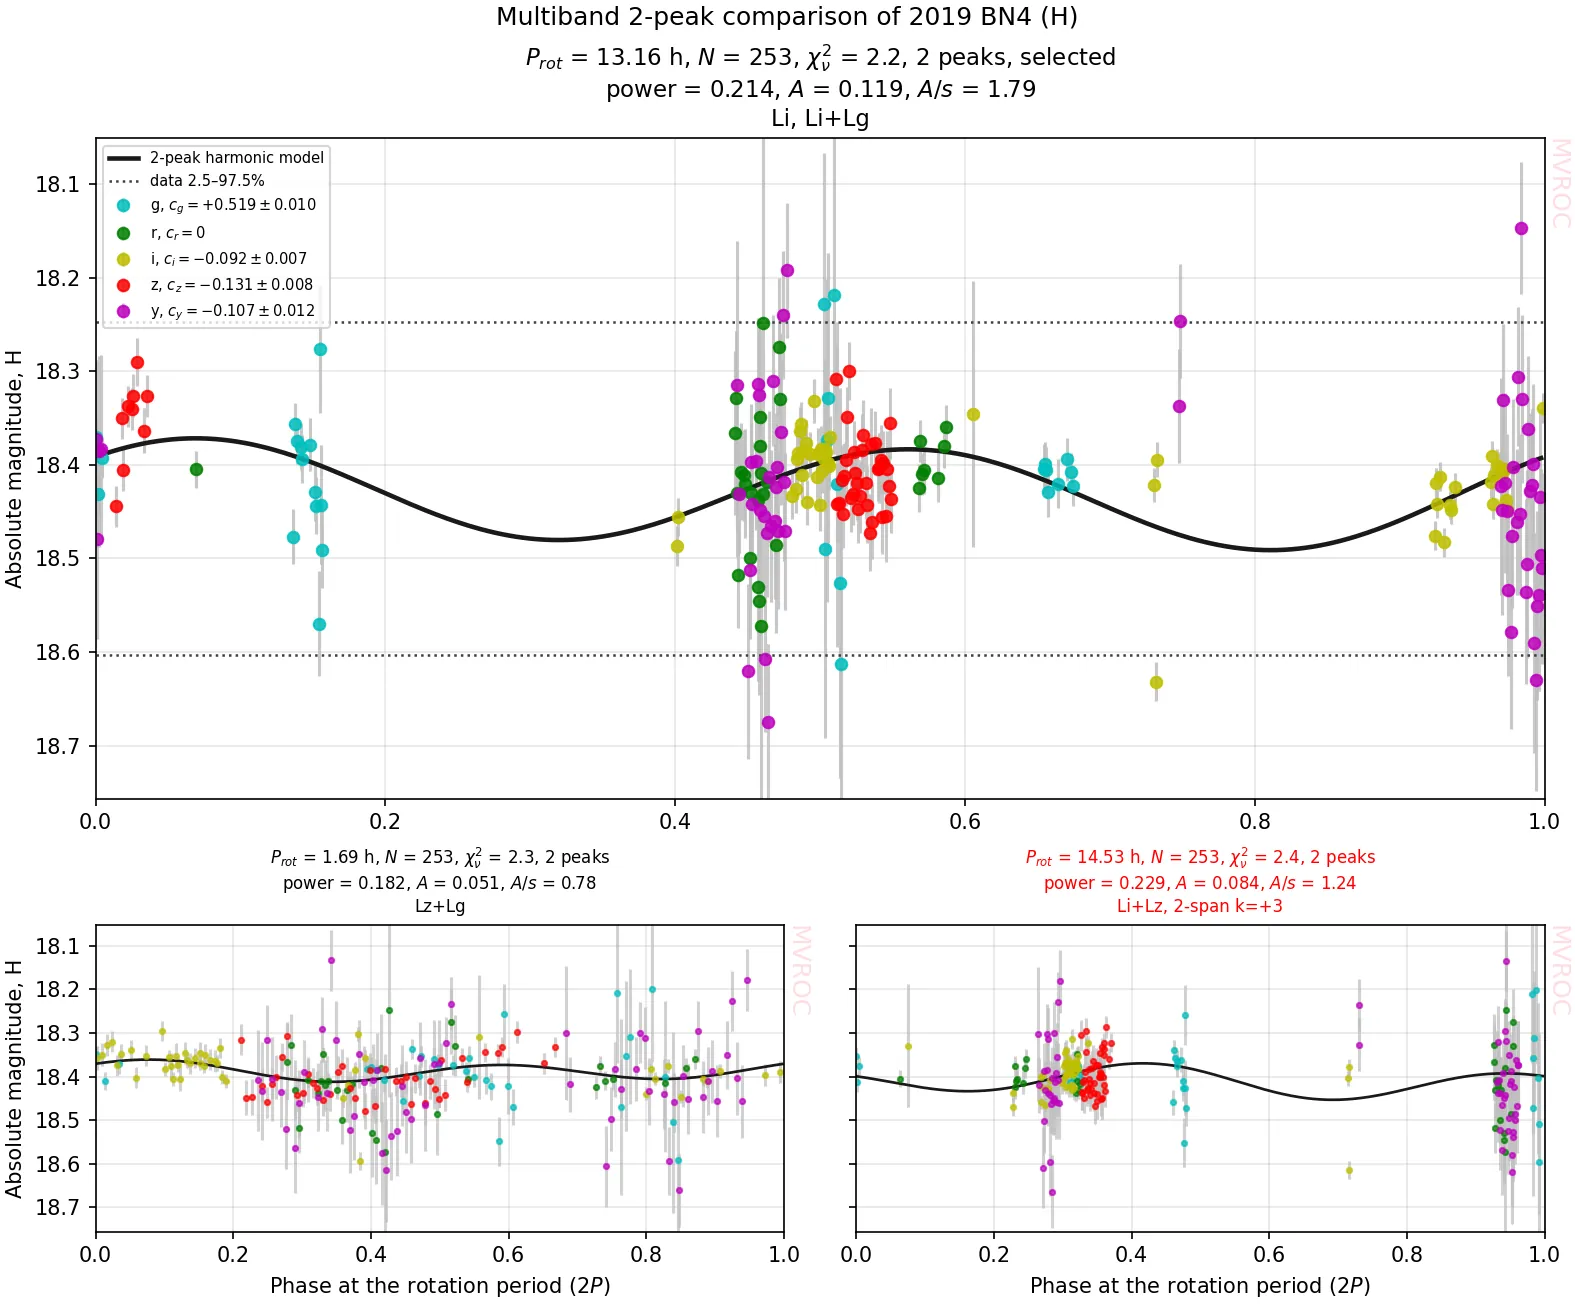 Multiband 2-peak comparison of 2019 BN4 (H)
P_rot = 13.16 h, N = 253, χ²_ν = 2.2, 2 peaks, selected
power = 0.214, A = 0.119, A/s = 1.79
Li, Li+Lg
2-peak harmonic model
data 2.5–97.5%
g, c_g = +0.519 ± 0.010
r, c_r = 0
i, c_i = −0.092 ± 0.007
z, c_z = −0.131 ± 0.008
y, c_y = −0.107 ± 0.012
MVROC
Absolute magnitude, H
18.1
18.2
18.3
18.4
18.5
18.6
18.7
0.0 0.2 0.4 0.6 0.8 1.0
P_rot = 1.69 h, N = 253, χ²_ν = 2.3, 2 peaks
power = 0.182, A = 0.051, A/s = 0.78
Lz+Lg
MVROC
Absolute magnitude, H
18.1
18.2
18.3
18.4
18.5
18.6
18.7
0.0 0.2 0.4 0.6 0.8 1.0
Phase at the rotation period (2P)
P_rot = 14.53 h, N = 253, χ²_ν = 2.4, 2 peaks
power = 0.229, A = 0.084, A/s = 1.24
Li+Lz, 2-span k=+3
MVROC
0.0 0.2 0.4 0.6 0.8 1.0
Phase at the rotation period (2P)